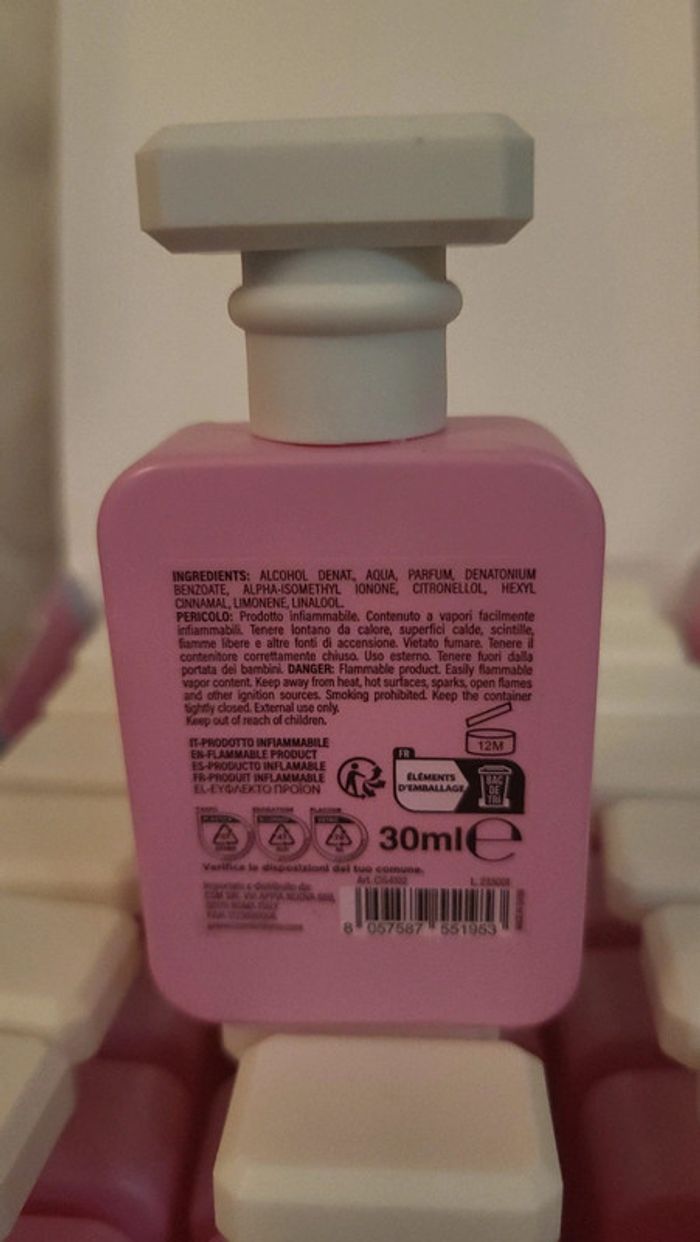 INGREDIENTS: ALCOHOL DENAT., AQUA, PARFUM, DENATONIUM
BENZOATE, ALPHA-ISOMETHYL IONONE, CITRONELLOL, HEXYL
CINNAMAL, LIMONENE, LINALOOL.
PERICOLO: Prodotto infiammabile. Contenuto a vapori facilmente
infiammabili. Tenere lontano da calore, superfici calde, scintille,
fiamme libere e altre fonti di accensione. Vietato fumare. Tenere il
contenitore correttamente chiuso. Uso esterno. Tenere fuori dalla
portata dei bambini. DANGER: Flammable product. Easily flammable
vapor content. Keep away from heat, hot surfaces, sparks, open flames
and other ignition sources. Smoking prohibited. Keep the container
tightly closed. External use only.
Keep out of reach of children.
12M
IT-PRODOTTO INFIAMMABILE
EN-FLAMMABLE PRODUCT
ES-PRODUCTO INFLAMABLE
FR-PRODUIT INFLAMMABLE
EL-ΕΥΦΛΕΚΤΟ ΠΡΟΪΟΝ
FR
ÉLÉMENTS
D'EMBALLAGE
BAC
DE
TRI
30ml e
Verifica le disposizioni del tuo comune.
Importato e distribuito da:
8 057587 551953